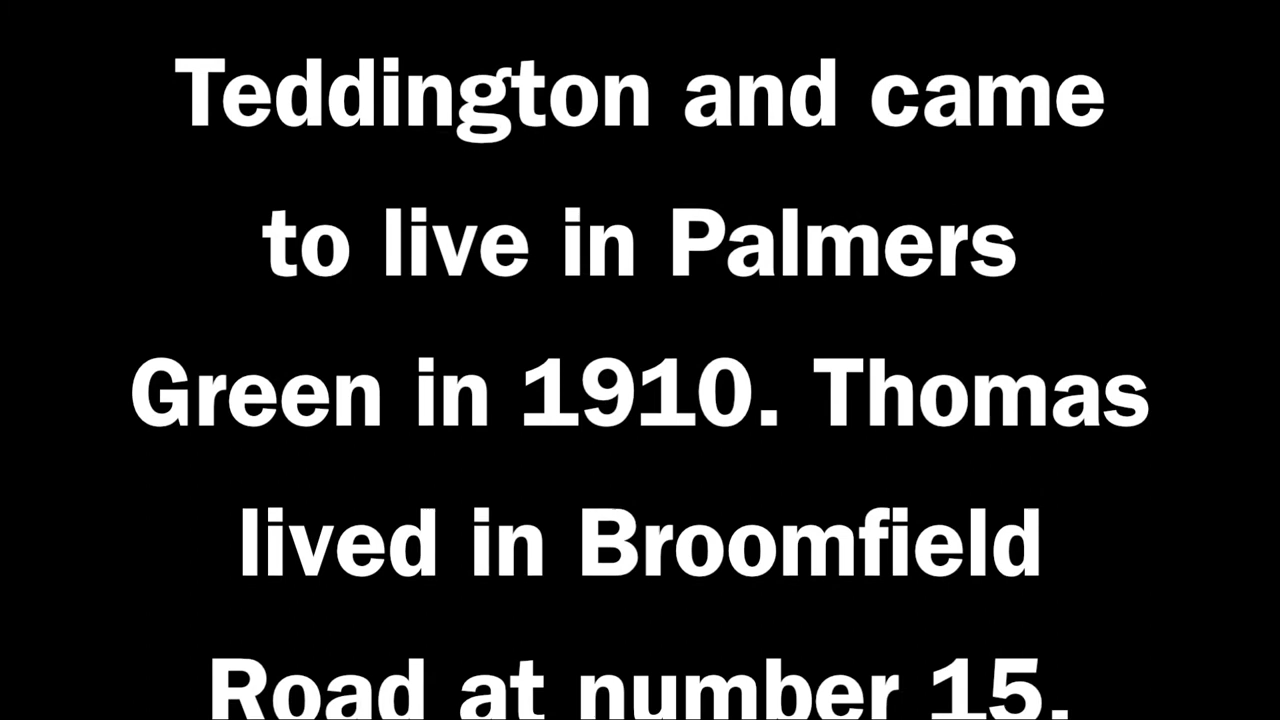 Teddington and came
to live in Palmers
Green in 1910. Thomas
lived in Broomfield
Road at number 15.